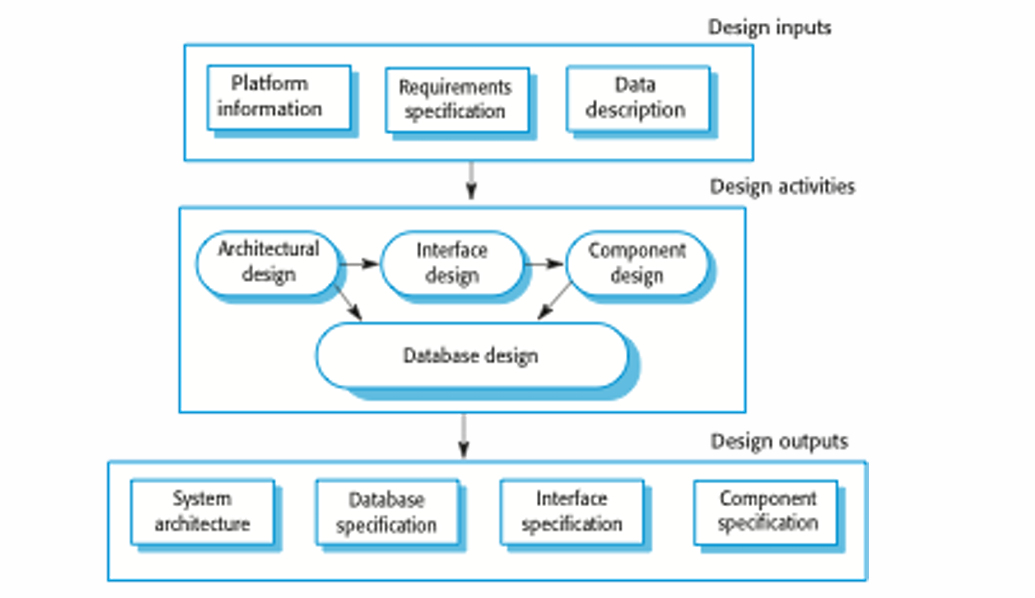 Design inputs
Platform
information
Requirements
specification
Data
description
Design activities
Architectural
design
Interface
design
Component
design
Database design
Design outputs
System
architecture
Database
specification
Interface
specification
Component
specification